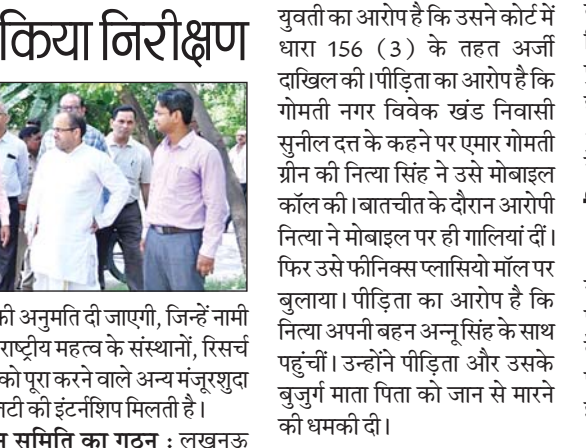 किया निरीक्षण
की अनुमति दी जाएगी, जिन्हें नामी
राष्ट्रीय महत्व के संस्थानों, रिसर्च
को पूरा करने वाले अन्य मंजूरशुदा
की इंटर्नशिप मिलती है।
समिति का गठन : लखनऊ
युवती का आरोप है कि उसने कोर्ट में
धारा 156 (3) के तहत अर्जी
दाखिल की। पीड़िता का आरोप है कि
गोमती नगर विवेक खंड निवासी
सुनील दत्त के कहने पर एमार गोमती
ग्रीन की नित्या सिंह ने उसे मोबाइल
कॉल की। बातचीत के दौरान आरोपी
नित्या ने मोबाइल पर ही गालियां दीं।
फिर उसे फीनिक्स प्लासियो मॉल पर
बुलाया। पीड़िता का आरोप है कि
नित्या अपनी बहन अन्नू सिंह के साथ
पहुंचीं। उन्होंने पीड़िता और उसके
बुजुर्ग माता पिता को जान से मारने
की धमकी दी।